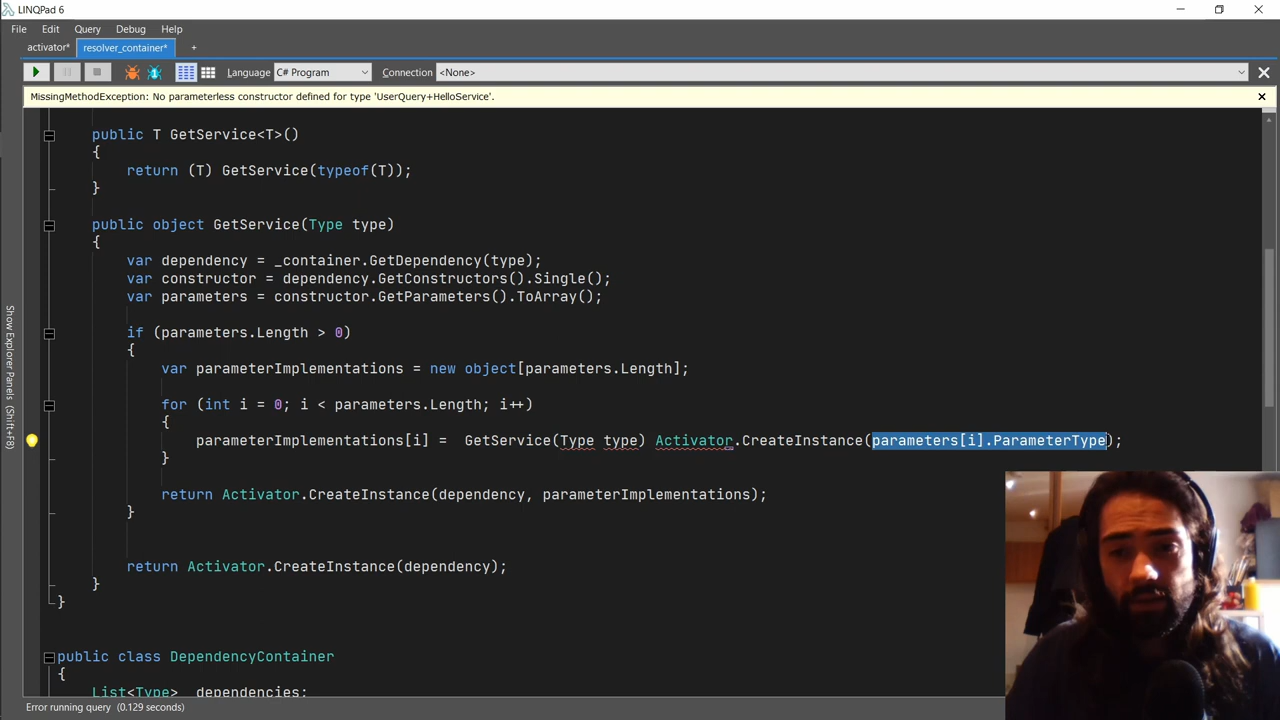 LINQPad 6
File Edit Query Debug Help
activator* resolver_container* +
Language C# Program Connection <None>
MissingMethodException: No parameterless constructor defined for type 'UserQuery+HelloService'.
public T GetService<T>()
{
return (T) GetService(typeof(T));
}
public object GetService(Type type)
{
var dependency = _container.GetDependency(type);
var constructor = dependency.GetConstructors().Single();
var parameters = constructor.GetParameters().ToArray();
if (parameters.Length > 0)
{
var parameterImplementations = new object[parameters.Length];
for (int i = 0; i < parameters.Length; i++)
{
parameterImplementations[i] = GetService(Type type) Activator.CreateInstance(parameters[i].ParameterType);
}
return Activator.CreateInstance(dependency, parameterImplementations);
}
return Activator.CreateInstance(dependency);
}
}
public class DependencyContainer
{
List<Type> _dependencies;
Show Explorer Panels (Shift+F8)
Error running query (0.129 seconds)